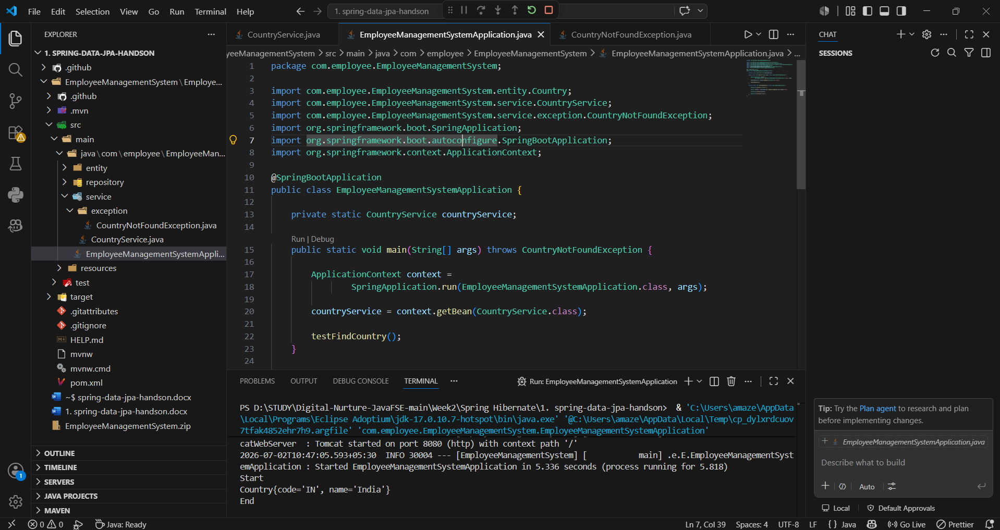 File Edit Selection View Go Run Terminal Help
1. spring-data-jpa-handson
EXPLORER
1. SPRING-DATA-JPA-HANDSON
.github
EmployeeManagementSystem\Employe...
.github
.mvn
src
main
java\com\employee\EmployeeMan...
entity
repository
service
exception
CountryNotFoundException.java
CountryService.java
EmployeeManagementSystemAppli...
resources
test
target
.gitattributes
.gitignore
HELP.md
mvnw
mvnw.cmd
pom.xml
~$ spring-data-jpa-handson.docx
1. spring-data-jpa-handson.docx
EmployeeManagementSystem.zip
OUTLINE
TIMELINE
SERVERS
JAVA PROJECTS
MAVEN
CountryService.java EmployeeManagementSystemApplication.java CountryNotFoundException.java
yeeManagementSystem > src > main > java > com > employee > EmployeeManagementSystem > EmployeeManagementSystemApplication.java > ...
1 package com.employee.EmployeeManagementSystem;
2
3 import com.employee.EmployeeManagementSystem.entity.Country;
4 import com.employee.EmployeeManagementSystem.service.CountryService;
5 import com.employee.EmployeeManagementSystem.service.exception.CountryNotFoundException;
6 import org.springframework.boot.SpringApplication;
7 import org.springframework.boot.autoconfigure.SpringBootApplication;
8 import org.springframework.context.ApplicationContext;
9
10 @SpringBootApplication
11 public class EmployeeManagementSystemApplication {
12
13 private static CountryService countryService;
14
Run | Debug
15 public static void main(String[] args) throws CountryNotFoundException {
16
17 ApplicationContext context =
18 SpringApplication.run(EmployeeManagementSystemApplication.class, args);
19
20 countryService = context.getBean(CountryService.class);
21
22 testFindCountry();
23 }
24
PROBLEMS OUTPUT DEBUG CONSOLE TERMINAL ... Run: EmployeeManagementSystemApplication
PS D:\STUDY\Digital-Nurture-JavaFSE-main\Week2\Spring Hibernate\1. spring-data-jpa-handson> & 'C:\Users\amaze\AppData
\Local\Programs\Eclipse Adoptium\jdk-17.0.10.7-hotspot\bin\java.exe' '@C:\Users\amaze\AppData\Local\Temp\cp_dylxrdcuov
7tfak4852ehr7h9.argfile' 'com.employee.EmployeeManagementSystem.EmployeeManagementSystemApplication'
catWebServer : Tomcat started on port 8080 (http) with context path '/'
2026-07-02T10:47:05.593+05:30 INFO 30004 --- [EmployeeManagementSystem] [ main] .e.E.EmployeeManagementSyst
emApplication : Started EmployeeManagementSystemApplication in 5.336 seconds (process running for 5.818)
Start
Country{code='IN', name='India'}
End
CHAT
SESSIONS
Tip: Try the Plan agent to research and plan
before implementing changes.
EmployeeManagementSystemApplication.java
Describe what to build
Auto
Local Default Approvals
1
0 0 Java: Ready Ln 7, Col 39 Spaces: 4 UTF-8 LF {} Java Go Live Prettier